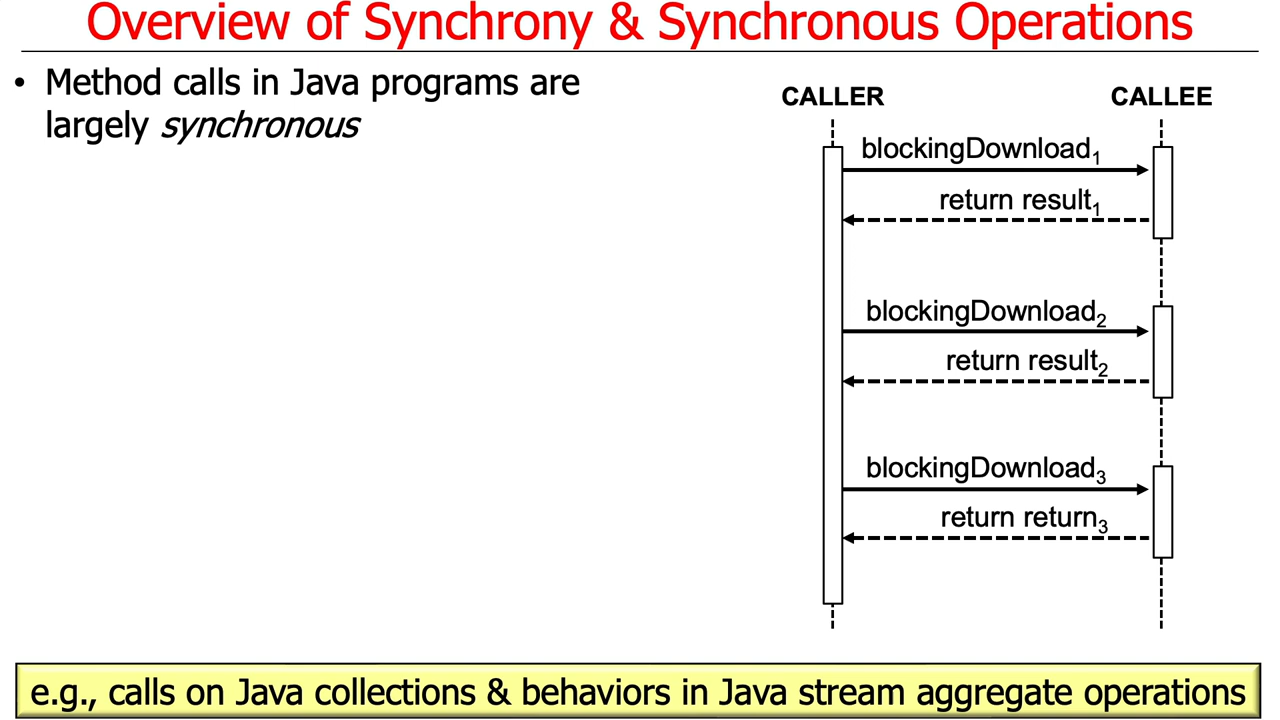 Overview of Synchrony & Synchronous Operations
• Method calls in Java programs are
largely synchronous
CALLER
CALLEE
blockingDownload₁
return result₁
blockingDownload₂
return result₂
blockingDownload₃
return return₃
e.g., calls on Java collections & behaviors in Java stream aggregate operations